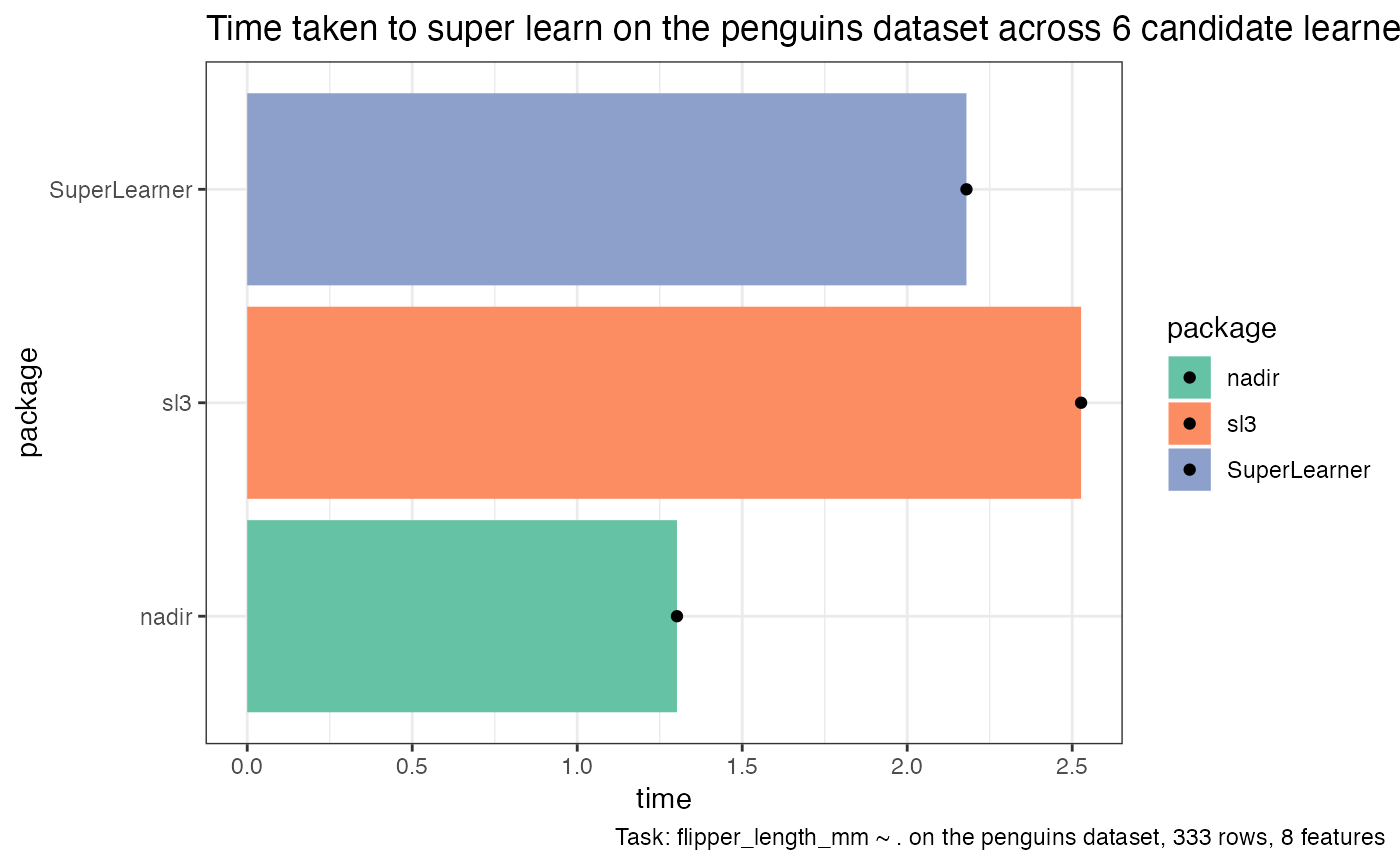 Time taken to super learn on the penguins dataset across 6 candidate learne
SuperLearner
sl3
nadir
package
0.0 0.5 1.0 1.5 2.0 2.5
time
package
nadir
sl3
SuperLearner
Task: flipper_length_mm ~ . on the penguins dataset, 333 rows, 8 features